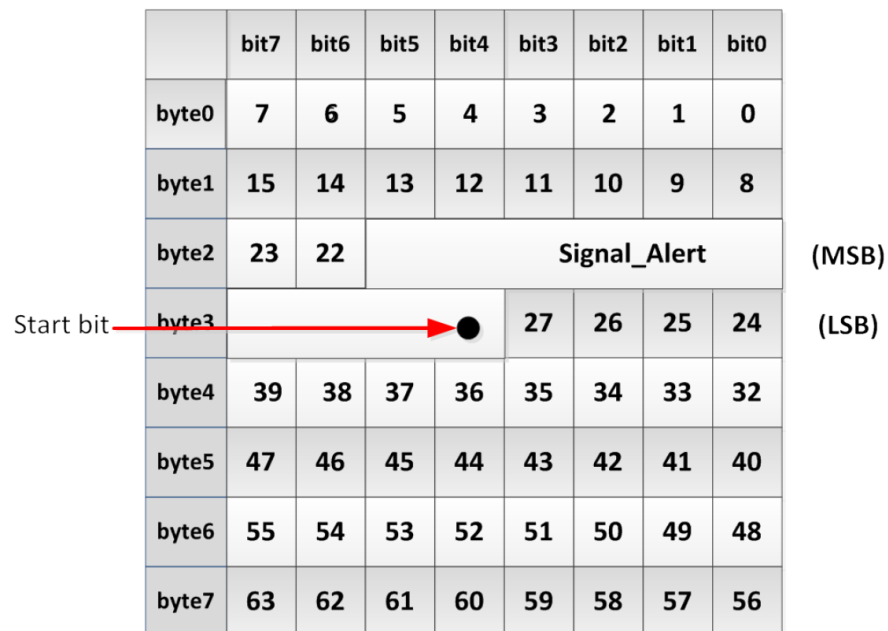 bit7 bit6 bit5 bit4 bit3 bit2 bit1 bit0
byte0 7 6 5 4 3 2 1 0
byte1 15 14 13 12 11 10 9 8
byte2 23 22 Signal_Alert (MSB)
Start bit byte3 27 26 25 24 (LSB)
byte4 39 38 37 36 35 34 33 32
byte5 47 46 45 44 43 42 41 40
byte6 55 54 53 52 51 50 49 48
byte7 63 62 61 60 59 58 57 56